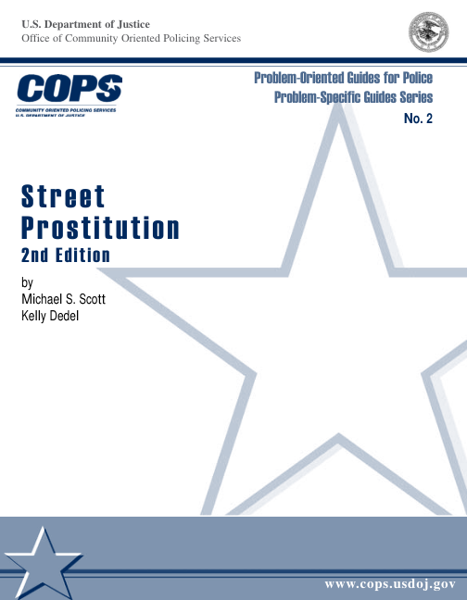 U.S. Department of Justice
Office of Community Oriented Policing Services
COPS
COMMUNITY ORIENTED POLICING SERVICES
U.S. DEPARTMENT OF JUSTICE
Problem-Oriented Guides for Police
Problem-Specific Guides Series
No. 2
Street
Prostitution
2nd Edition
by
Michael S. Scott
Kelly Dedel
www.cops.usdoj.gov